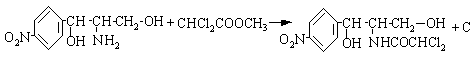 CH-CH-CH₂-OH + CHCl₂COOCH₃ → CH-CH-CH₂-OH + C
O₂N OH NH₂ O₂N OH NHCOCHCl₂